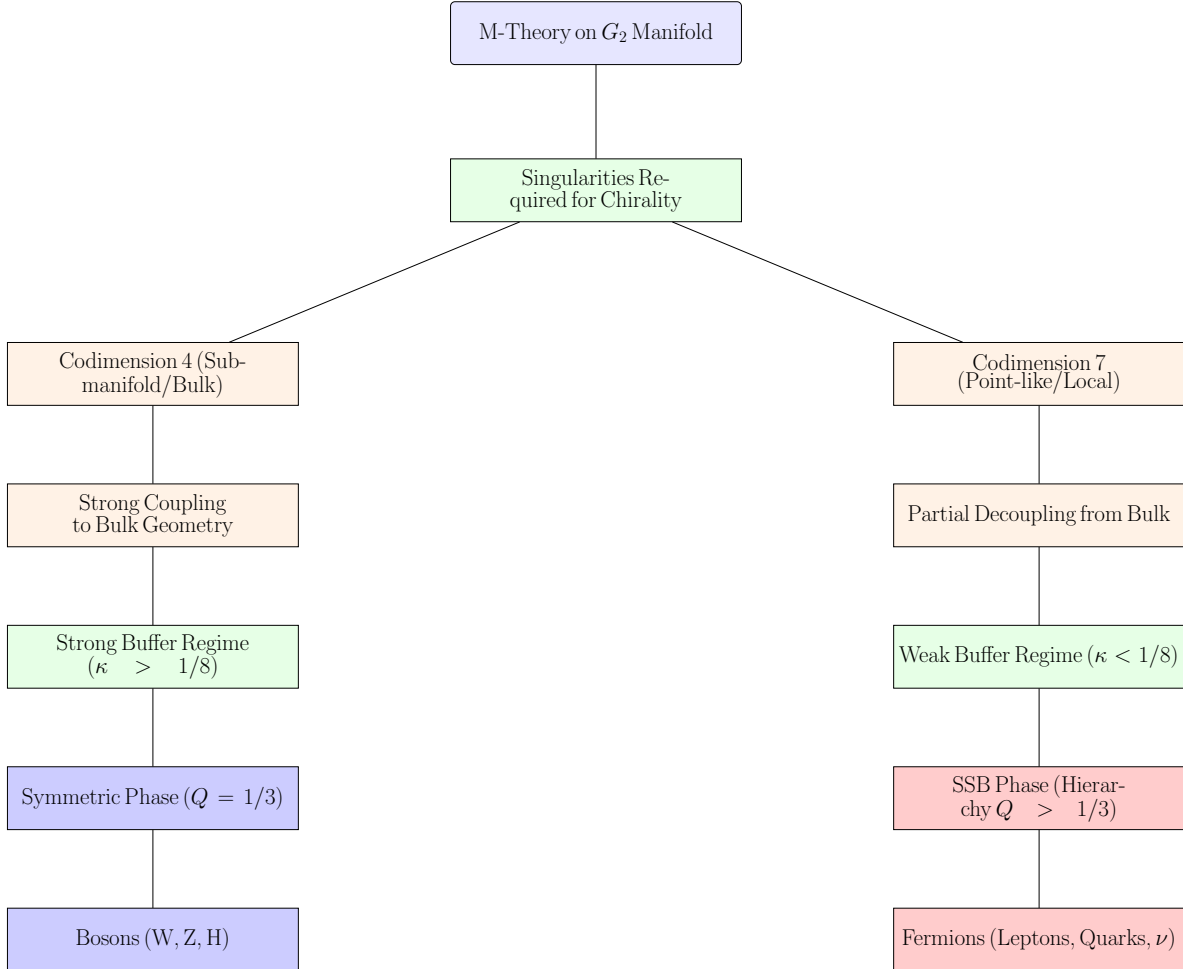 M-Theory on G₂ Manifold
Singularities Re-
quired for Chirality
Codimension 4 (Sub-
manifold/Bulk)
Codimension 7
(Point-like/Local)
Strong Coupling
to Bulk Geometry
Partial Decoupling from Bulk
Strong Buffer Regime
(κ > 1/8)
Weak Buffer Regime (κ < 1/8)
Symmetric Phase (Q = 1/3)
SSB Phase (Hierar-
chy Q > 1/3)
Bosons (W, Z, H)
Fermions (Leptons, Quarks, ν)